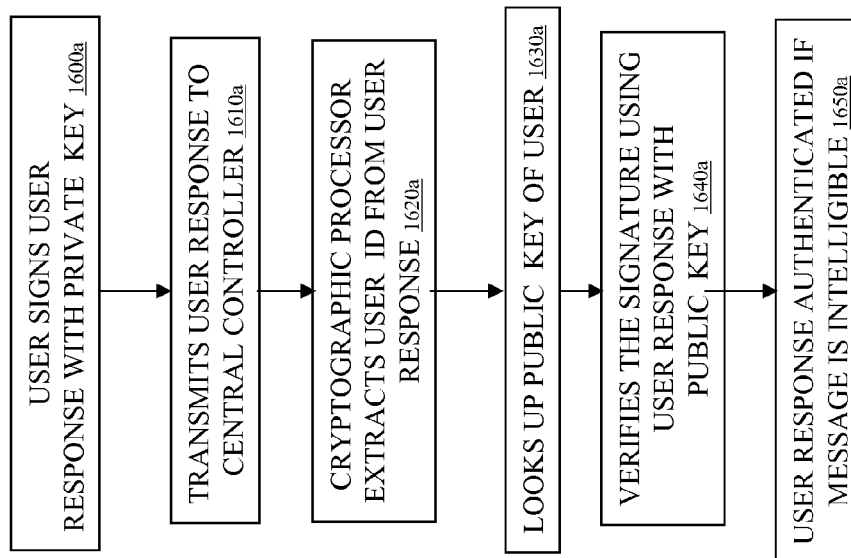 USER SIGNS USER
RESPONSE WITH PRIVATE KEY 1600a
TRANSMITS USER RESPONSE TO
CENTRAL CONTROLLER 1610a
CRYPTOGRAPHIC PROCESSOR
EXTRACTS USER ID FROM USER
RESPONSE 1620a
LOOKS UP PUBLIC KEY OF USER 1630a
VERIFIES THE SIGNATURE USING
USER RESPONSE WITH
PUBLIC KEY 1640a
USER RESPONSE AUTHENTICATED IF
MESSAGE IS INTELLIGIBLE 1650a